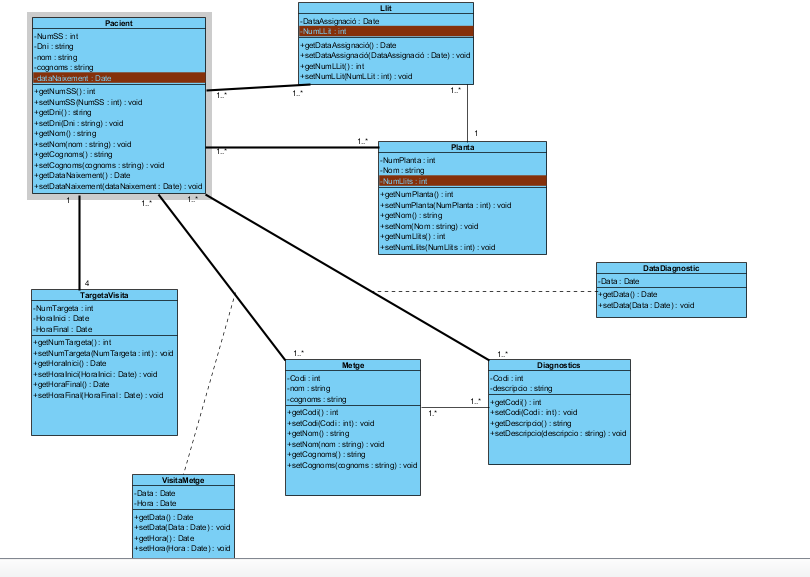 Pacient
-NumSS : int
-Dni : string
-nom : string
-cognoms : string
-dataNaixement : Date
+getNumSS() : int
+setNumSS(NumSS : int) : void
+getDni() : string
+setDni(Dni : string) : void
+getNom() : string
+setNom(nom : string) : void
+getCognoms() : string
+setCognoms(cognoms : string) : void
+getDataNaixement() : Date
+setDataNaixement(dataNaixement : Date) : void
Llit
-DataAssignació : Date
-NumLLit : int
+getDataAssignació() : Date
+setDataAssignació(DataAssignació : Date) : void
+getNumLLit() : int
+setNumLLit(NumLLit : int) : void
1..*
1..*
1..*
1
1..*
1..*
Planta
-NumPlanta : int
-Nom : string
-NumLlits : int
+getNumPlanta() : int
+setNumPlanta(NumPlanta : int) : void
+getNom() : string
+setNom(Nom : string) : void
+getNumLlits() : int
+setNumLlits(NumLlits : int) : void
1
1..*
1..*
4
TargetaVisita
-NumTargeta : int
-HoraInici : Date
-HoraFinal : Date
+getNumTargeta() : int
+setNumTargeta(NumTargeta : int) : void
+getHoraInici() : Date
+setHoraInici(HoraInici : Date) : void
+getHoraFinal() : Date
+setHoraFinal(HoraFinal : Date) : void
DataDiagnostic
-Data : Date
+getData() : Date
+setData(Data : Date) : void
1..*
Metge
-Codi : int
-nom : string
-cognoms : string
+getCodi() : int
+setCodi(Codi : int) : void
+getNom() : string
+setNom(nom : string) : void
+getCognoms() : string
+setCognoms(cognoms : string) : void
1..*
1..*
1..*
Diagnostics
-Codi : int
-descripcio : string
+getCodi() : int
+setCodi(Codi : int) : void
+getDescripcio() : string
+setDescripcio(descripcio : string) : void
VisitaMetge
-Data : Date
-Hora : Date
+getData() : Date
+setData(Data : Date) : void
+getHora() : Date
+setHora(Hora : Date) : void